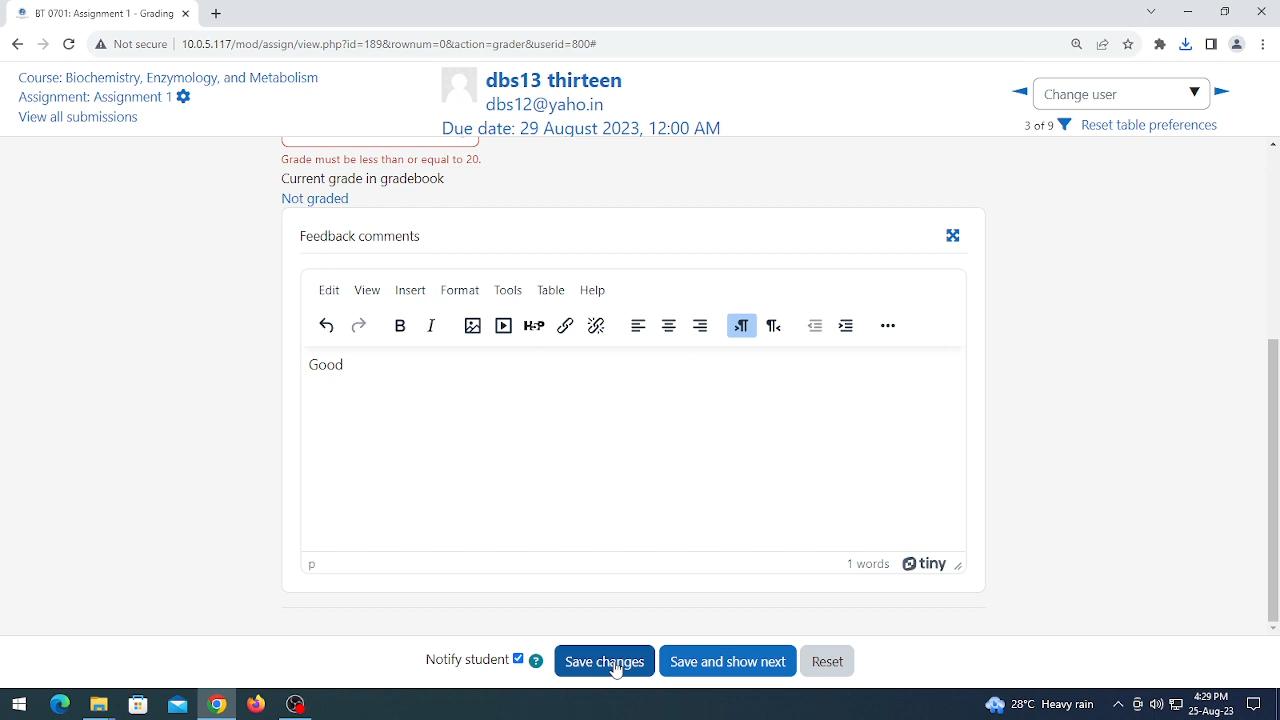 BT 0701: Assignment 1 - Grading
Not secure | 10.0.5.117/mod/assign/view.php?id=189&rownum=0&action=grader&userid=800#
Course: Biochemistry, Enzymology, and Metabolism
Assignment: Assignment 1
View all submissions
dbs13 thirteen
dbs12@yaho.in
Due date: 29 August 2023, 12:00 AM
Change user
3 of 9 Reset table preferences
Grade must be less than or equal to 20.
Current grade in gradebook
Not graded
Feedback comments
Edit View Insert Format Tools Table Help
B I H5P
Good
p 1 words tiny
Notify student Save changes Save and show next Reset
28°C Heavy rain 4:29 PM
25-Aug-23